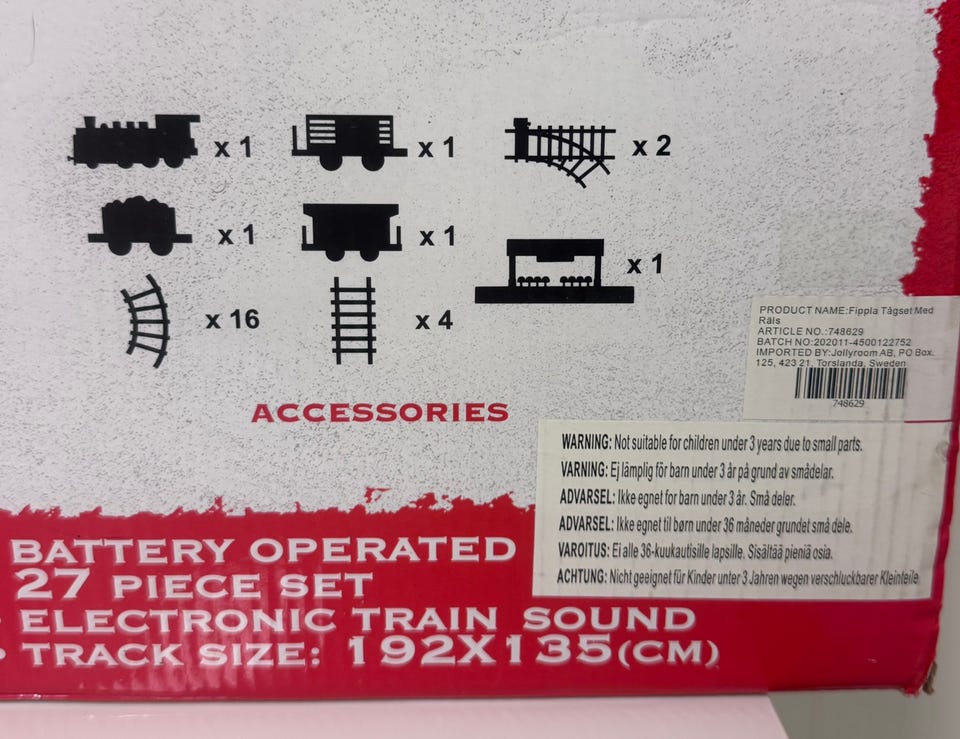 x 1
x 1
x 2
x 1
x 1
x 1
x 16
x 4
ACCESSORIES
PRODUCT NAME:Fippla Tågset Med
Räls
ARTICLE NO.:748629
BATCH NO:202011-4500122752
IMPORTED BY:Jollyroom AB, PO Box.
125, 423 21, Torslanda, Sweden
748629
WARNING: Not suitable for children under 3 years due to small parts.
VARNING: Ej lämplig för barn under 3 år på grund av smådelar.
ADVARSEL: Ikke egnet for barn under 3 år. Små deler.
ADVARSEL: Ikke egnet til børn under 36 måneder grundet små dele.
VAROITUS: Ei alle 36-kuukautisille lapsille. Sisältää pieniä osia.
ACHTUNG: Nicht geeignet für Kinder unter 3 Jahren wegen verschluckbarer Kleinteile
BATTERY OPERATED
27 PIECE SET
• ELECTRONIC TRAIN SOUND
• TRACK SIZE: 192X135(CM)